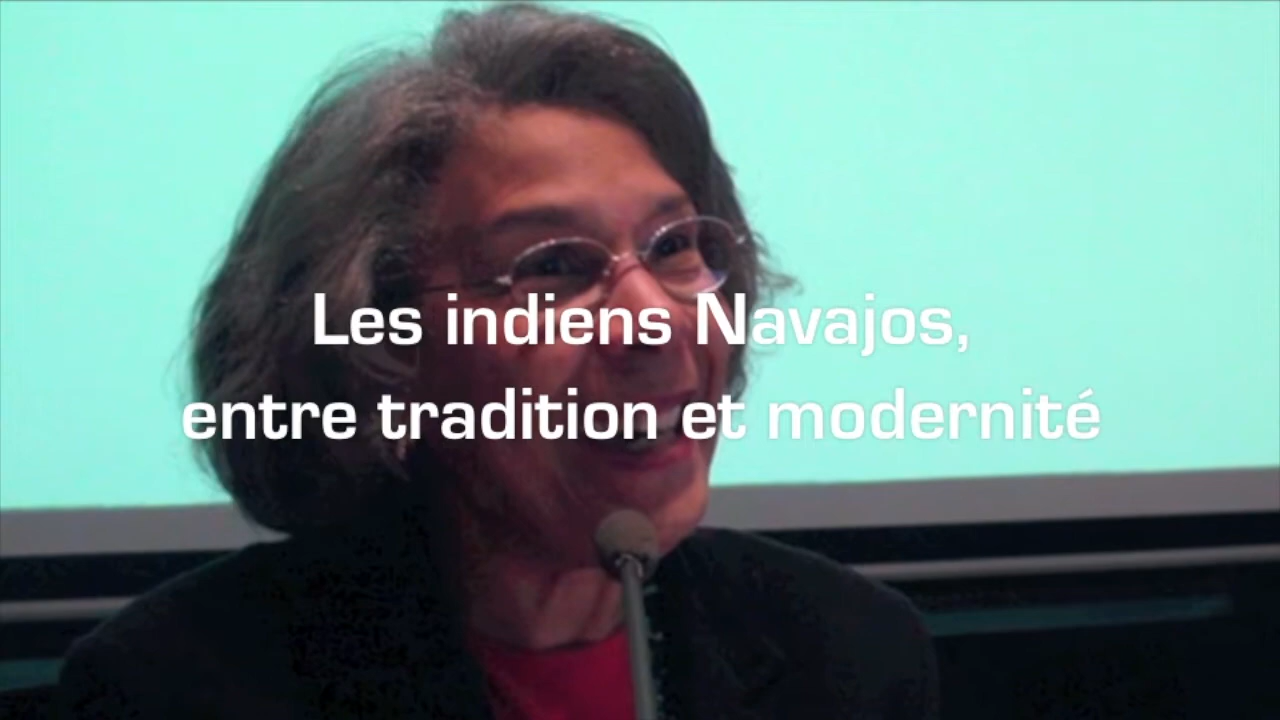 Les indiens Navajos,
entre tradition et modernité